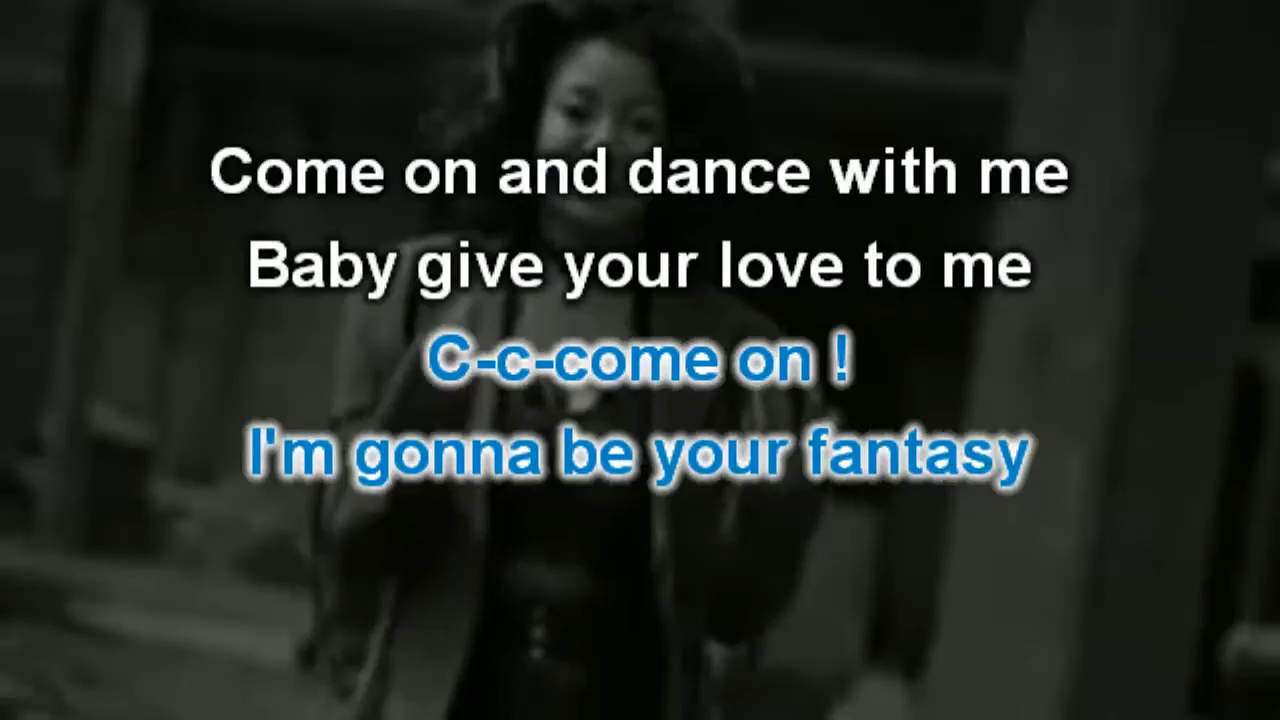 Come on and dance with me
Baby give your love to me
C-c-come on !
I'm gonna be your fantasy